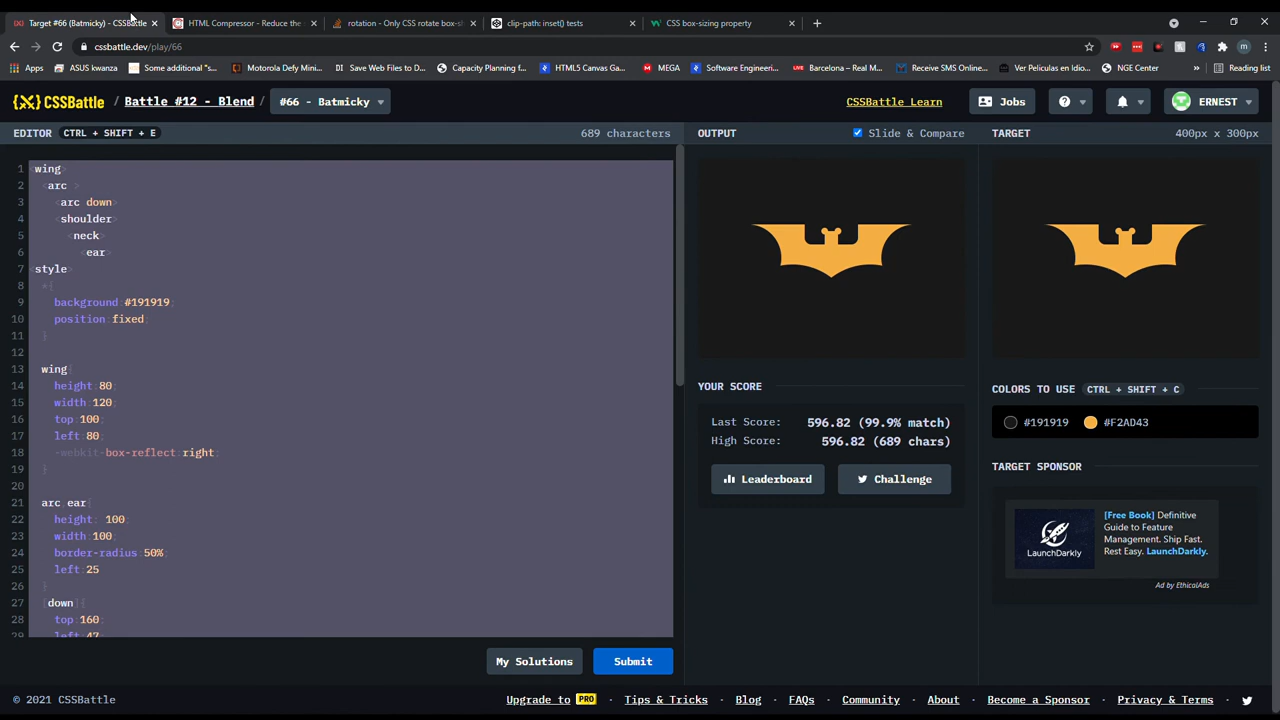 Target #66 (Batmicky) - CSSBattle
HTML Compressor - Reduce the
rotation - Only CSS rotate box-s
clip-path: inset() tests
CSS box-sizing property
cssbattle.dev/play/66
Apps
ASUS kwanza
Some additional "s...
Motorola Defy Mini...
Save Web Files to D...
Capacity Planning f...
HTML5 Canvas Ga...
MEGA
Software Engineeri...
Barcelona – Real M...
Receive SMS Online...
Ver Peliculas en Idio...
NGE Center
Reading list
CSSBattle / Battle #12 - Blend / #66 - Batmicky
CSSBattle Learn
Jobs
ERNEST
EDITOR CTRL + SHIFT + E
689 characters
OUTPUT
Slide & Compare
TARGET
400px x 300px
1 <wing>
2 <arc >
3 <arc down>
4 <shoulder>
5 <neck>
6 <ear>
7 <style>
8 *{
9 background:#191919;
10 position:fixed;
11 }
12
13 wing{
14 height:80;
15 width:120;
16 top:100;
17 left:80;
18 -webkit-box-reflect:right;
19 }
20
21 arc,ear{
22 height: 100;
23 width:100;
24 border-radius:50%;
25 left:25
26 }
27 [down]{
28 top:160;
29 left:47
YOUR SCORE
Last Score: 596.82 (99.9% match)
High Score: 596.82 (689 chars)
Leaderboard
Challenge
COLORS TO USE CTRL + SHIFT + C
#191919
#F2AD43
TARGET SPONSOR
LaunchDarkly
[Free Book] Definitive
Guide to Feature
Management. Ship Fast.
Rest Easy. LaunchDarkly.
Ad by EthicalAds
My Solutions
Submit
© 2021 CSSBattle
Upgrade to PRO
Tips & Tricks
Blog
FAQs
Community
About
Become a Sponsor
Privacy & Terms